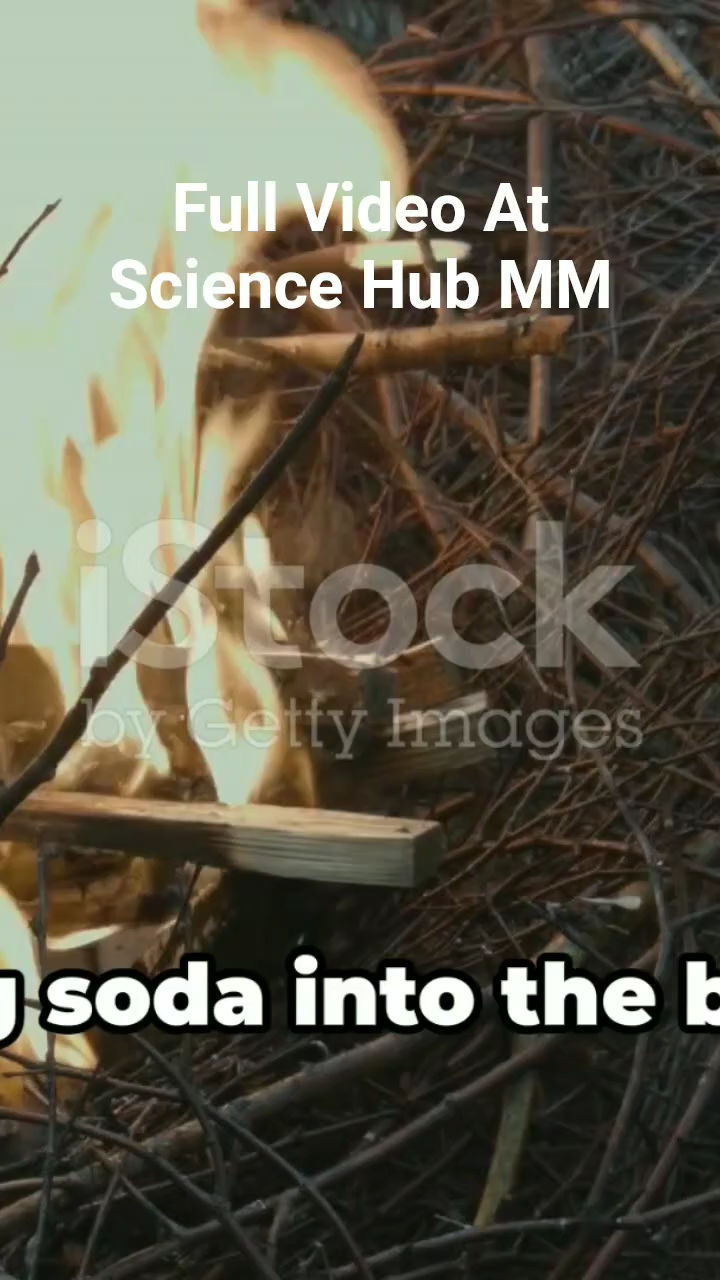 Full Video At
Science Hub MM
iStock
by Getty Images
soda into the